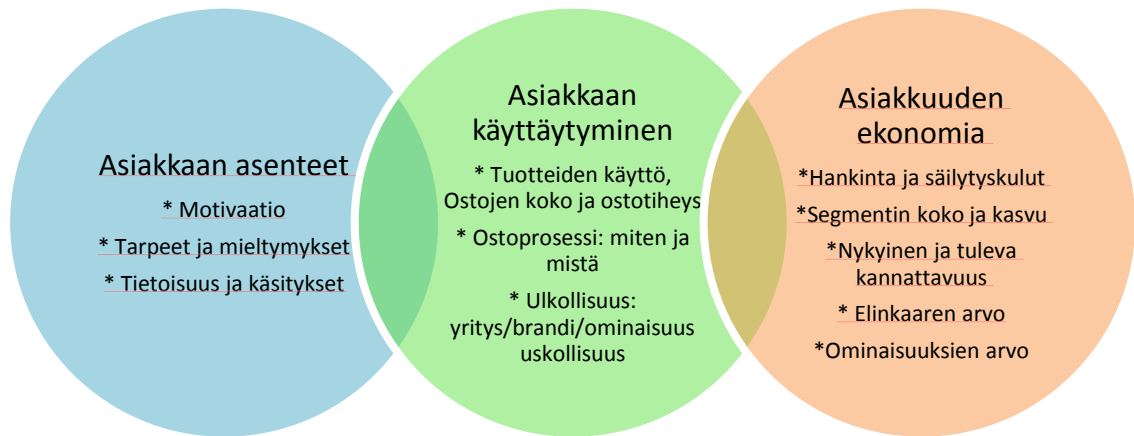 Asiakkaan asenteet
* Motivaatio
* Tarpeet ja mieltymykset
* Tietoisuus ja käsitykset
Asiakkaan
käyttäytyminen
* Tuotteiden käyttö,
Ostojen koko ja ostotiheys
* Ostoprosessi: miten ja
mistä
* Ulkollisuus:
yritys/brandi/ominaisuus
uskollisuus
Asiakkuuden
ekonomia
*Hankinta ja säilytyskulut
*Segmentin koko ja kasvu
*Nykyinen ja tuleva
kannattavuus
* Elinkaaren arvo
*Ominaisuuksien arvo